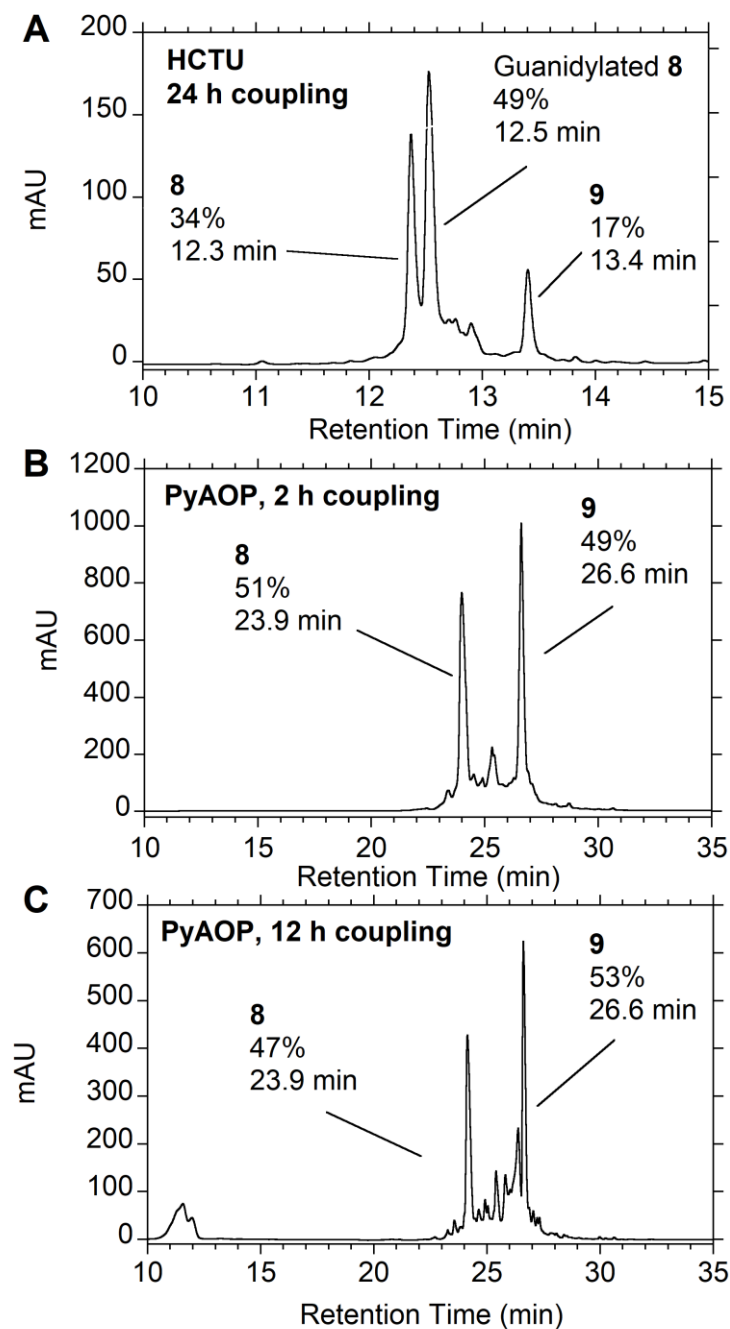 A
HCTU
24 h coupling
8
34%
12.3 min
Guanidylated 8
49%
12.5 min
9
17%
13.4 min
mAU
200
150
100
50
0
10 11 12 13 14 15
Retention Time (min)
B
PyAOP, 2 h coupling
8
51%
23.9 min
9
49%
26.6 min
mAU
1200
1000
800
600
400
200
0
10 15 20 25 30 35
Retention Time (min)
C
PyAOP, 12 h coupling
8
47%
23.9 min
9
53%
26.6 min
mAU
700
600
500
400
300
200
100
0
10 15 20 25 30 35
Retention Time (min)